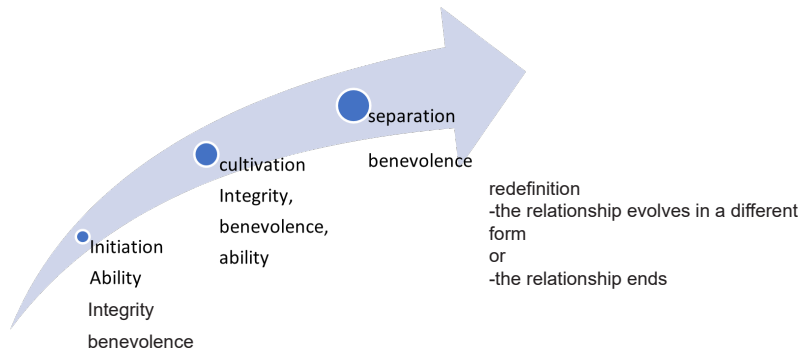 Initiation
Ability
Integrity
benevolence
cultivation
Integrity,
benevolence,
ability
separation
benevolence
redefinition
-the relationship evolves in a different
form
or
-the relationship ends